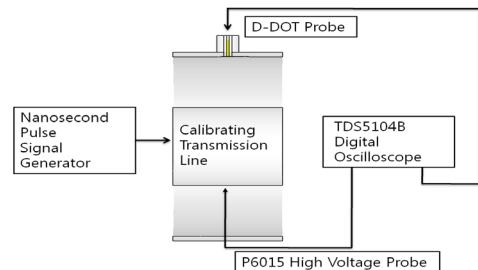 D-DOT Probe
Nanosecond
Pulse
Signal
Generator
Calibrating
Transmission
Line
TDS5104B
Digital
Oscilloscope
P6015 High Voltage Probe